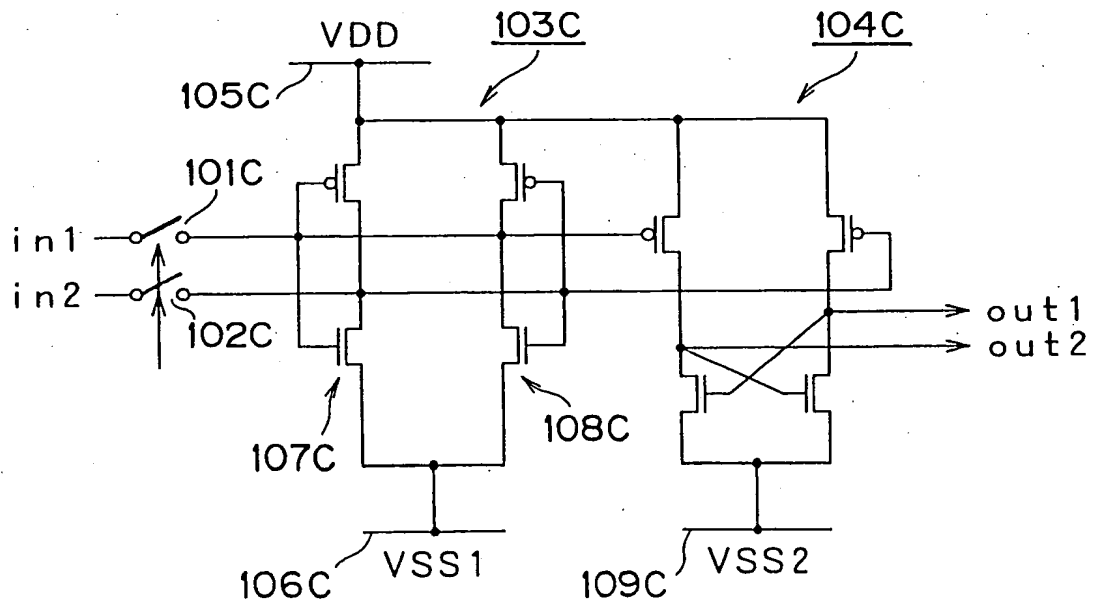 VDD
103C
104C
105C
101C
in1
in2
102C
out1
out2
107C
108C
VSS1
VSS2
106C
109C